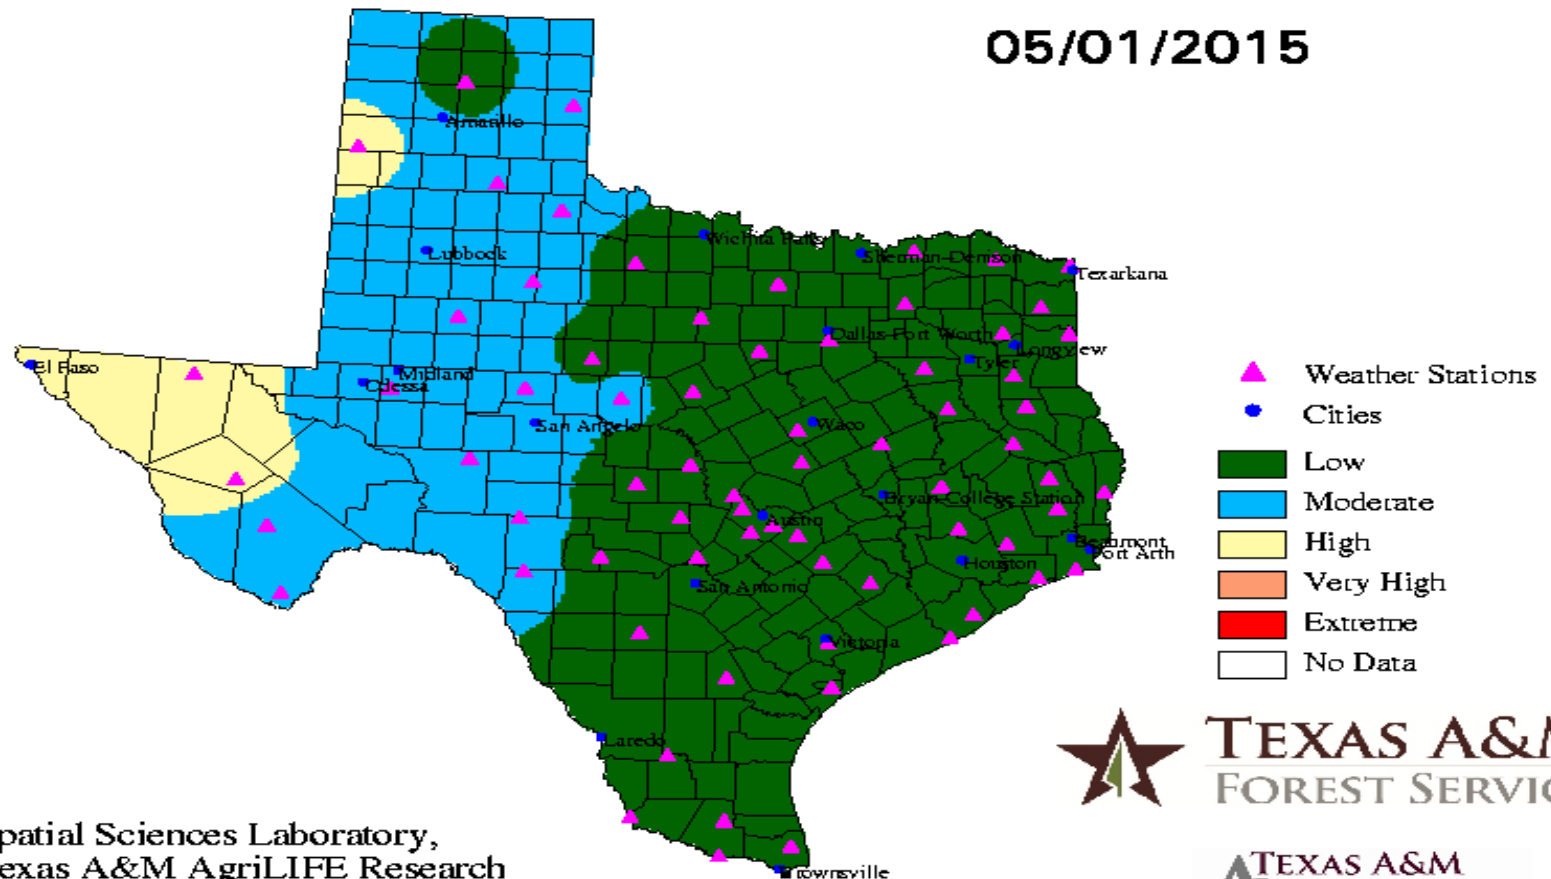 05/01/2015
Amarillo
Wichita Falls
Lubbock
Sherman-Denison
Texarkana
Dallas-Fort Worth
Longview
Tyler
El Paso
Midland
Odessa
San Angelo
Waco
Bryan-College Station
Austin
Beaumont
Port Arth
Houston
San Antonio
Victoria
Laredo
rownsville
Weather Stations
Cities
Low
Moderate
High
Very High
Extreme
No Data
TEXAS A&M
FOREST SERVIC
patial Sciences Laboratory,
exas A&M AgriLIFE Research
TEXAS A&M